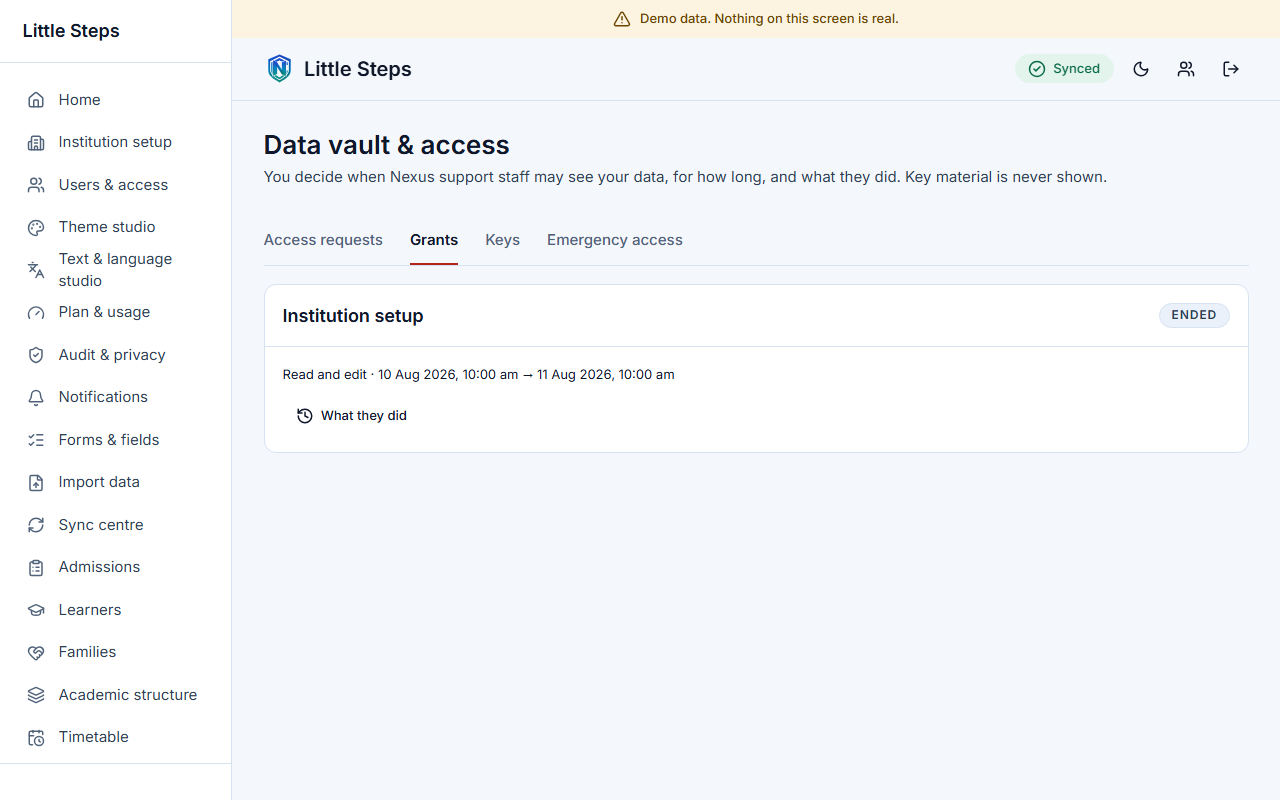 Little Steps
Home
Institution setup
Users & access
Theme studio
Text & language
studio
Plan & usage
Audit & privacy
Notifications
Forms & fields
Import data
Sync centre
Admissions
Learners
Families
Academic structure
Timetable
Demo data. Nothing on this screen is real.
Little Steps
Synced
Data vault & access
You decide when Nexus support staff may see your data, for how long, and what they did. Key material is never shown.
Access requests
Grants
Keys
Emergency access
Institution setup
ENDED
Read and edit · 10 Aug 2026, 10:00 am → 11 Aug 2026, 10:00 am
What they did